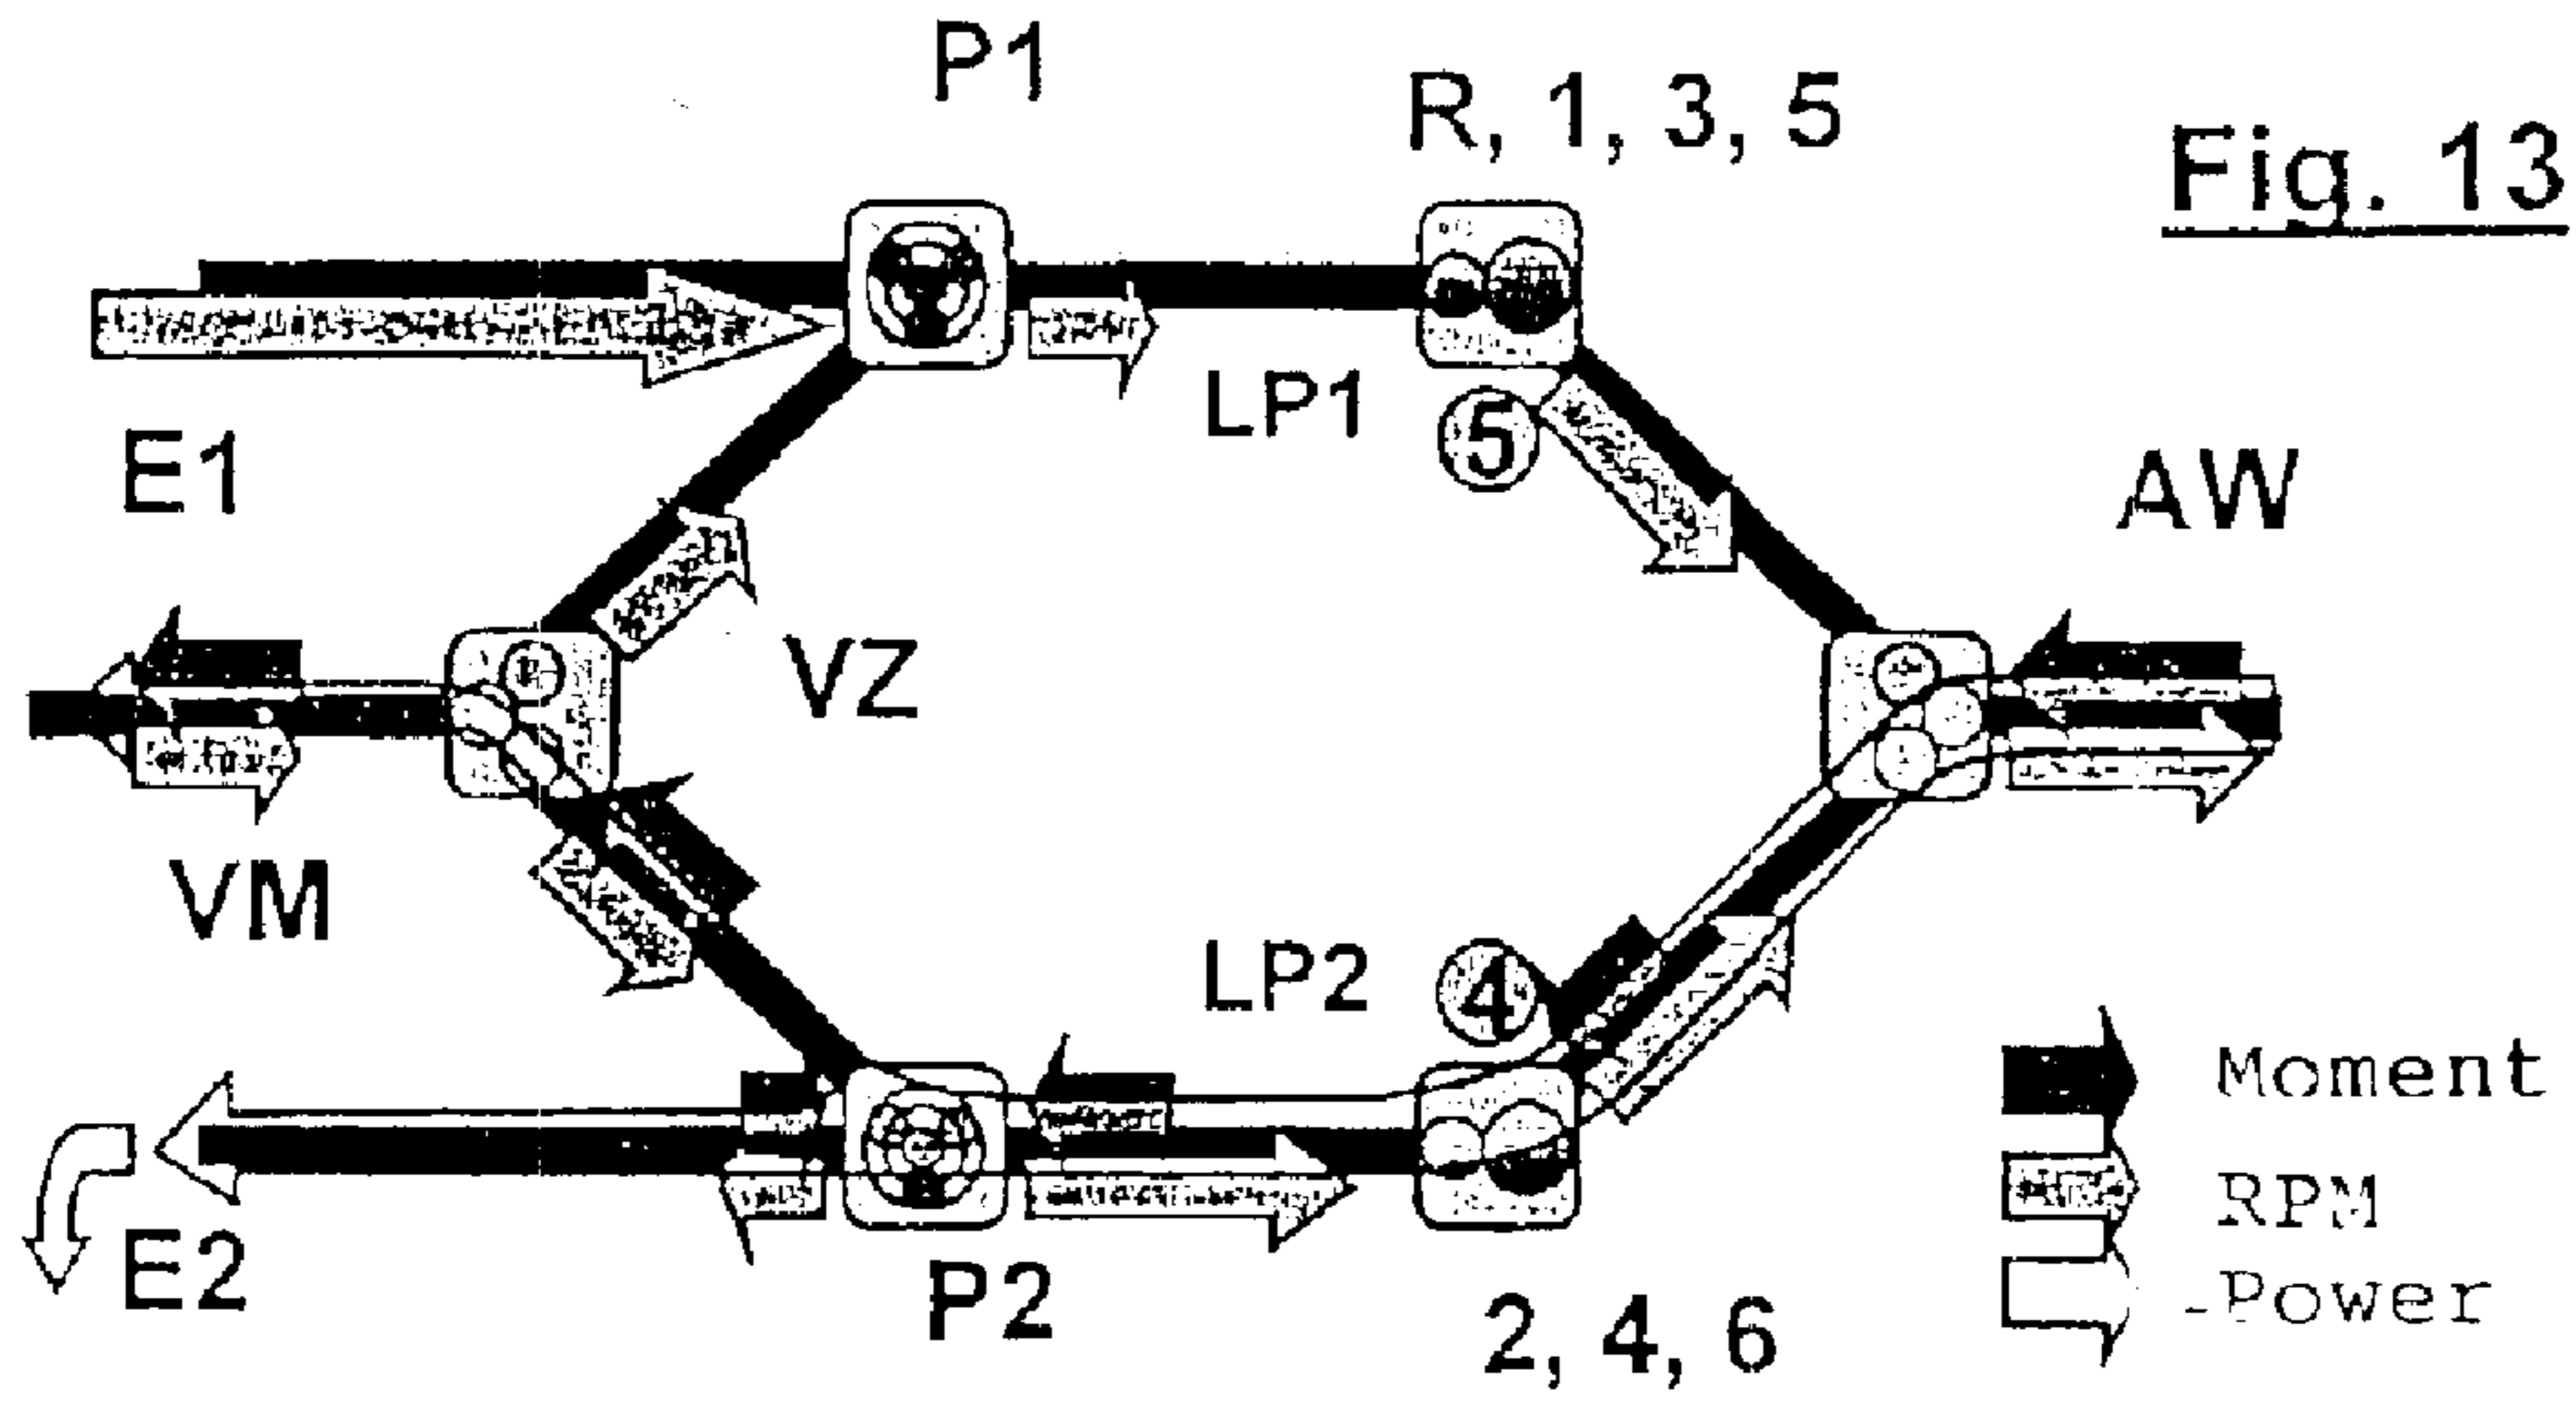 P1
R, 1, 3, 5
Fig. 13
LP1
5
E1
AW
VZ
VM
LP2
4
Moment
RPM
Power
E2
P2
2, 4, 6